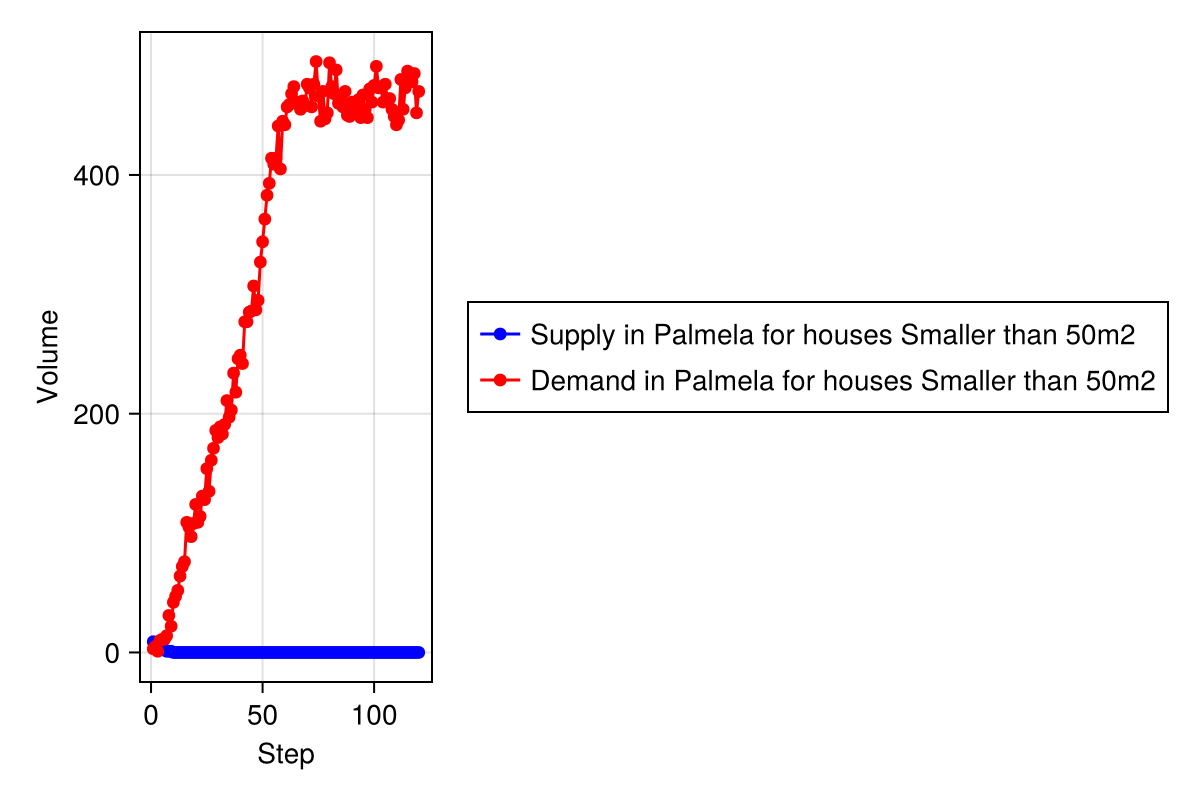 Volume
400
200
0
0
50
100
Step
Supply in Palmela for houses Smaller than 50m2
Demand in Palmela for houses Smaller than 50m2